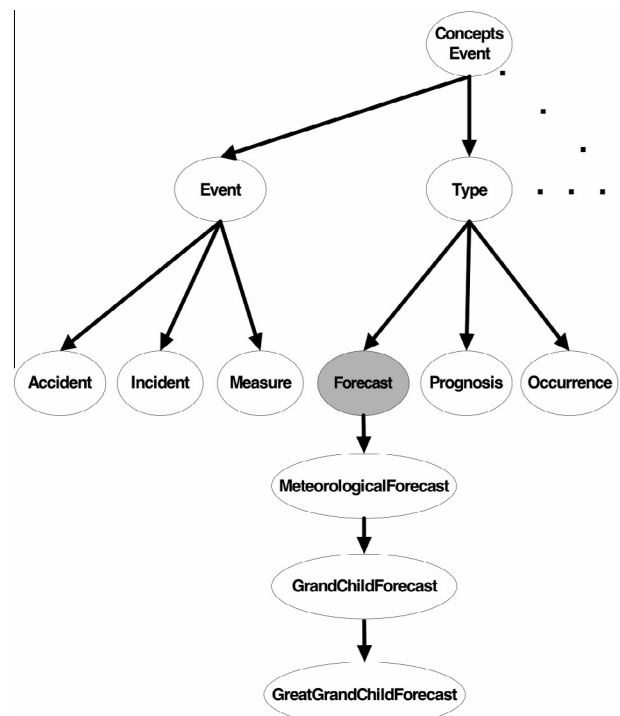 Concepts
Event
Event
Type
Accident
Incident
Measure
Forecast
Prognosis
Occurrence
MeteorologicalForecast
GrandChildForecast
GreatGrandChildForecast